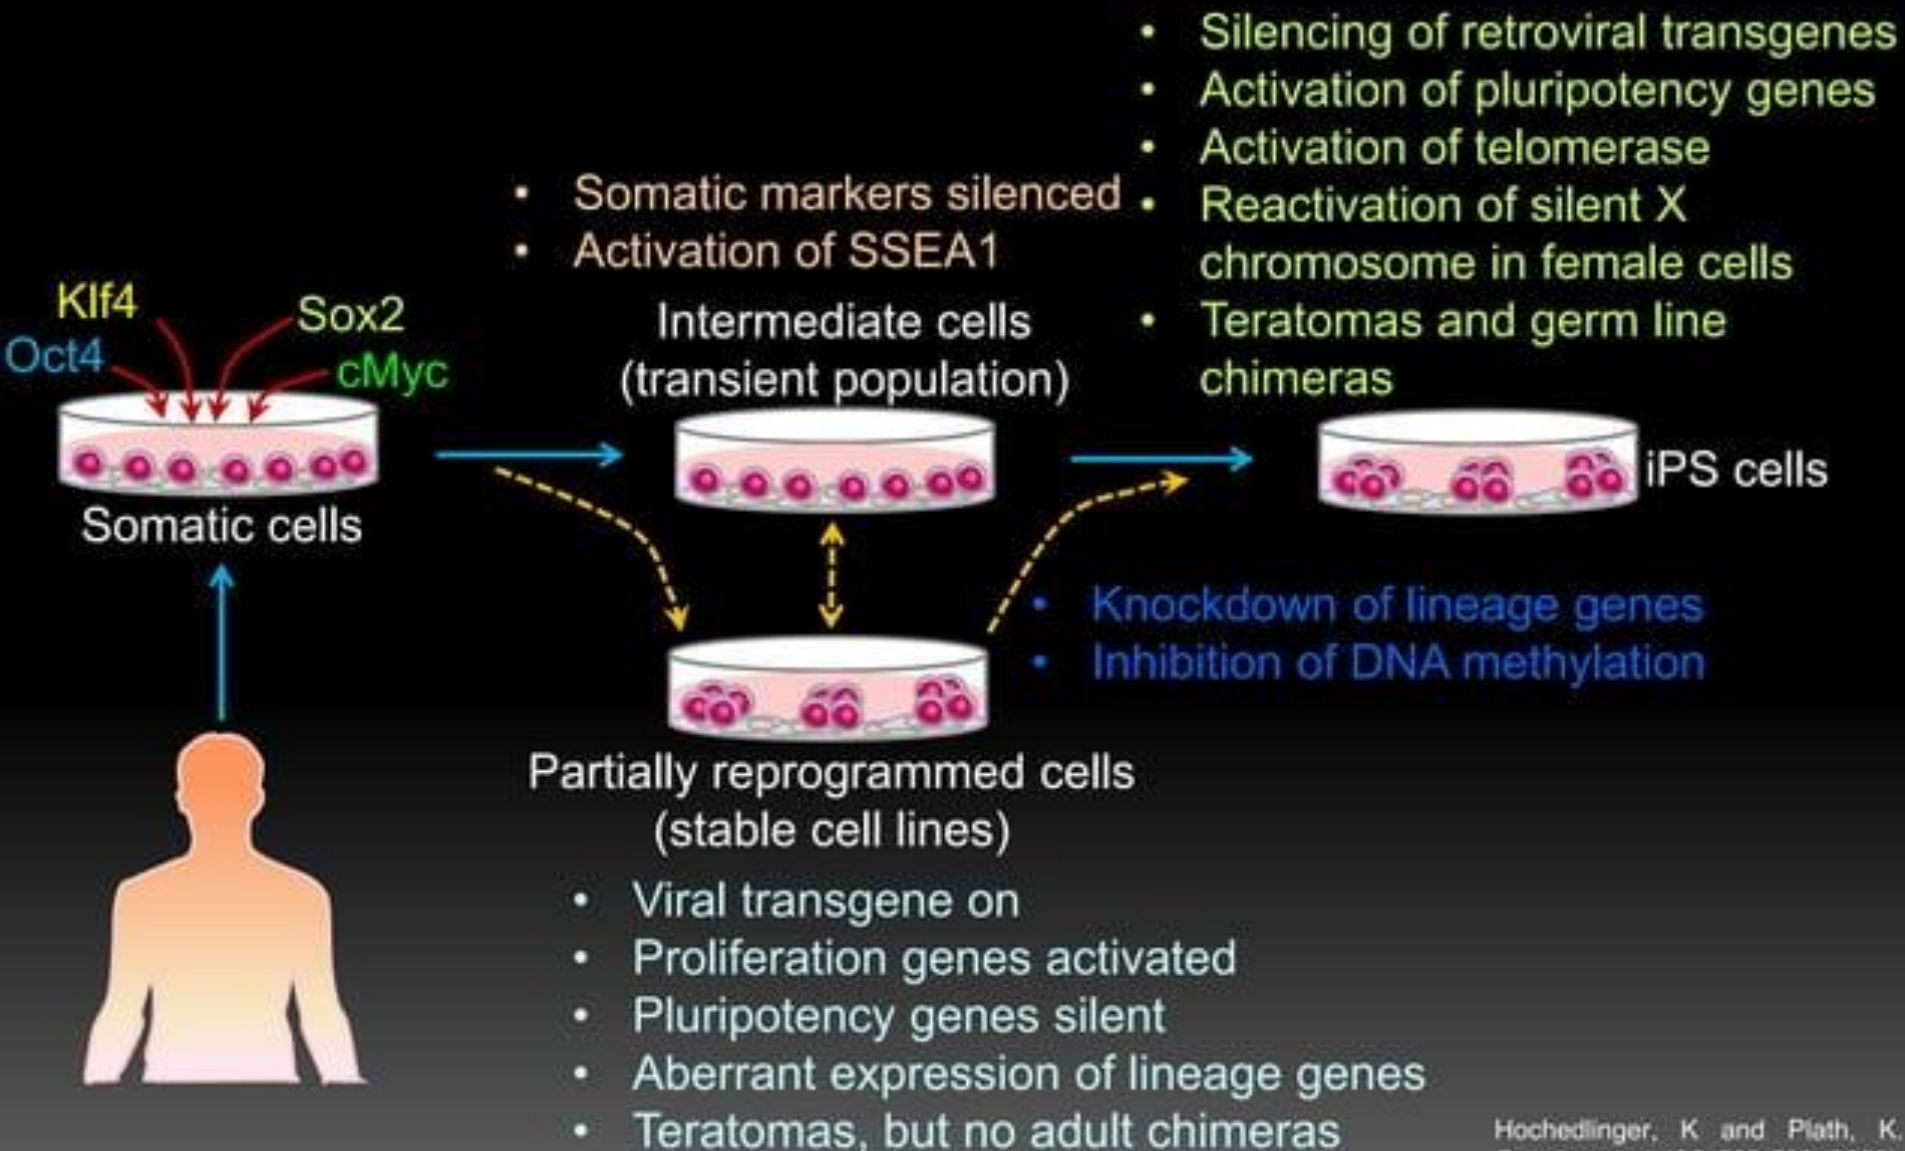 Klf4
Oct4
Sox2
cMyc
Somatic cells
• Somatic markers silenced
• Activation of SSEA1
Intermediate cells
(transient population)
• Silencing of retroviral transgenes
• Activation of pluripotency genes
• Activation of telomerase
• Reactivation of silent X
chromosome in female cells
• Teratomas and germ line
chimeras
iPS cells
• Knockdown of lineage genes
• Inhibition of DNA methylation
Partially reprogrammed cells
(stable cell lines)
• Viral transgene on
• Proliferation genes activated
• Pluripotency genes silent
• Aberrant expression of lineage genes
• Teratomas, but no adult chimeras
Hochedlinger, K and Plath, K.